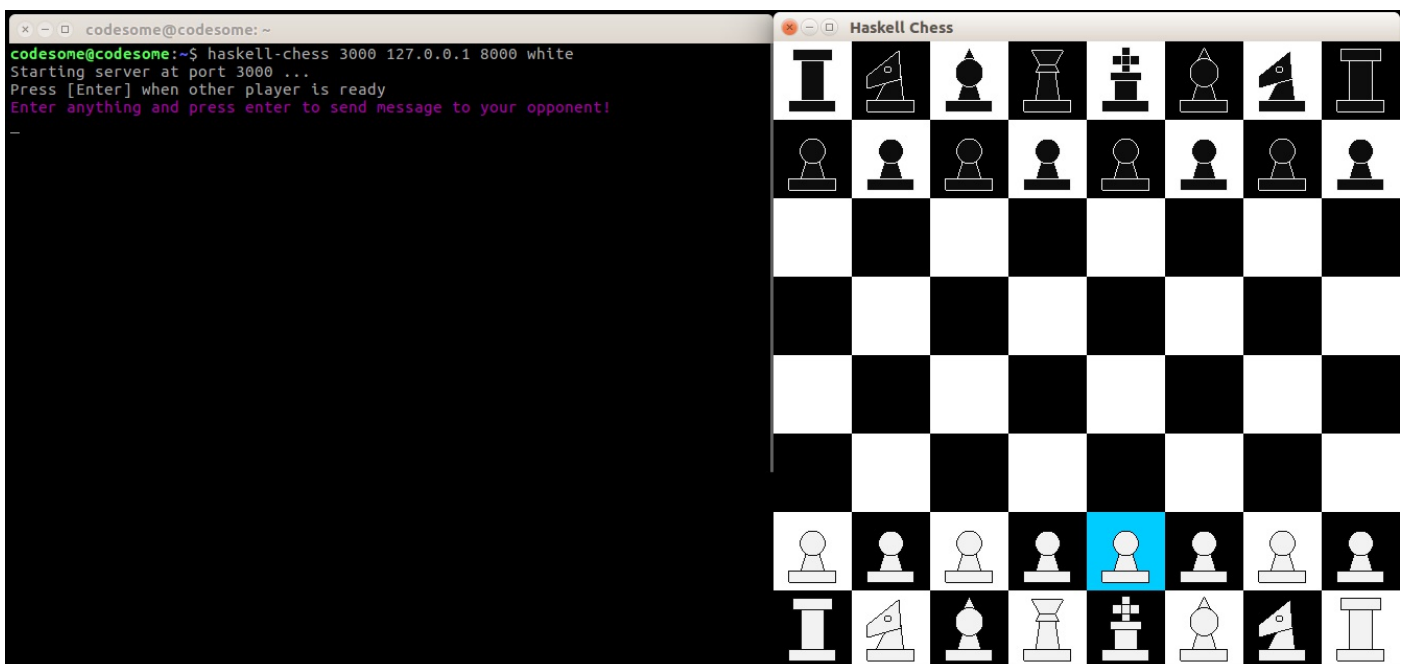 codesome@codesome: ~
codesome@codesome:~$ haskell-chess 3000 127.0.0.1 8000 white
Starting server at port 3000 ...
Press [Enter] when other player is ready
Enter anything and press enter to send message to your opponent!
Haskell Chess